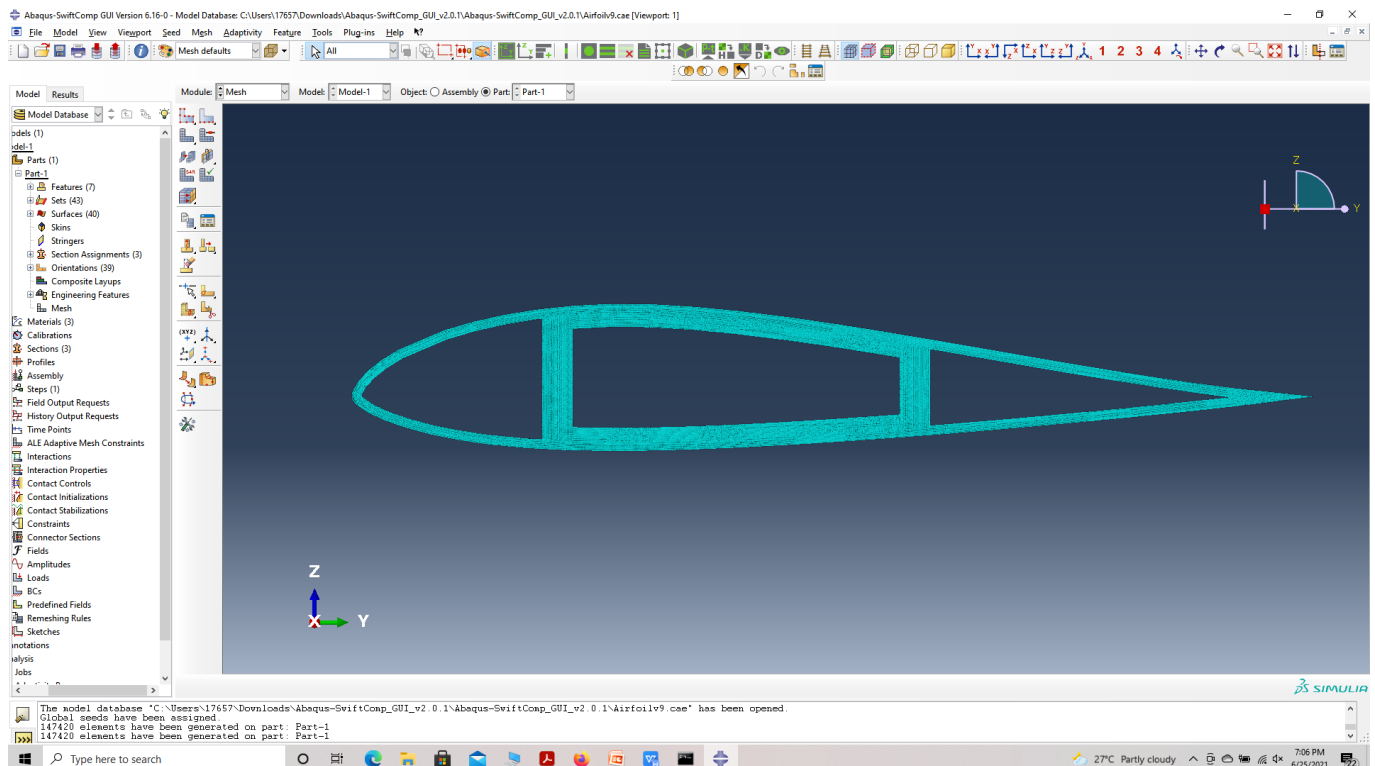 Abaqus-SwiftComp GUI Version 6.16-0 - Model Database: C:\Users\17657\Downloads\Abaqus-SwiftComp_GUI_v2.0.1\Abaqus-SwiftComp_GUI_v2.0.1\Airfoilv9.cae [Viewport: 1]
File Model View Viewport Seed Mesh Adaptivity Feature Tools Plug-ins Help
Mesh defaults All 1 2 3 4
Model Results Module: Mesh Model: Model-1 Object: Assembly Part: Part-1
Model Database
odels (1)
del-1
Parts (1)
Part-1
Features (7)
Sets (43)
Surfaces (40)
Skins
Stringers
Section Assignments (3)
Orientations (39)
Composite Layups
Engineering Features
Mesh
Materials (3)
Calibrations
Sections (3)
Profiles
Assembly
Steps (1)
Field Output Requests
History Output Requests
Time Points
ALE Adaptive Mesh Constraints
Interactions
Interaction Properties
Contact Controls
Contact Initializations
Contact Stabilizations
Constraints
Connector Sections
Fields
Amplitudes
Loads
BCs
Predefined Fields
Remeshing Rules
Sketches
nnotations
alysis
Jobs
(XYZ)
Z
X Y
Z
X Y
SIMULIA
The model database "C:\Users\17657\Downloads\Abaqus-SwiftComp_GUI_v2.0.1\Abaqus-SwiftComp_GUI_v2.0.1\Airfoilv9.cae" has been opened.
Global seeds have been assigned.
147420 elements have been generated on part: Part-1
147420 elements have been generated on part: Part-1
Type here to search
27°C Partly cloudy
7:06 PM
6/25/2021
22